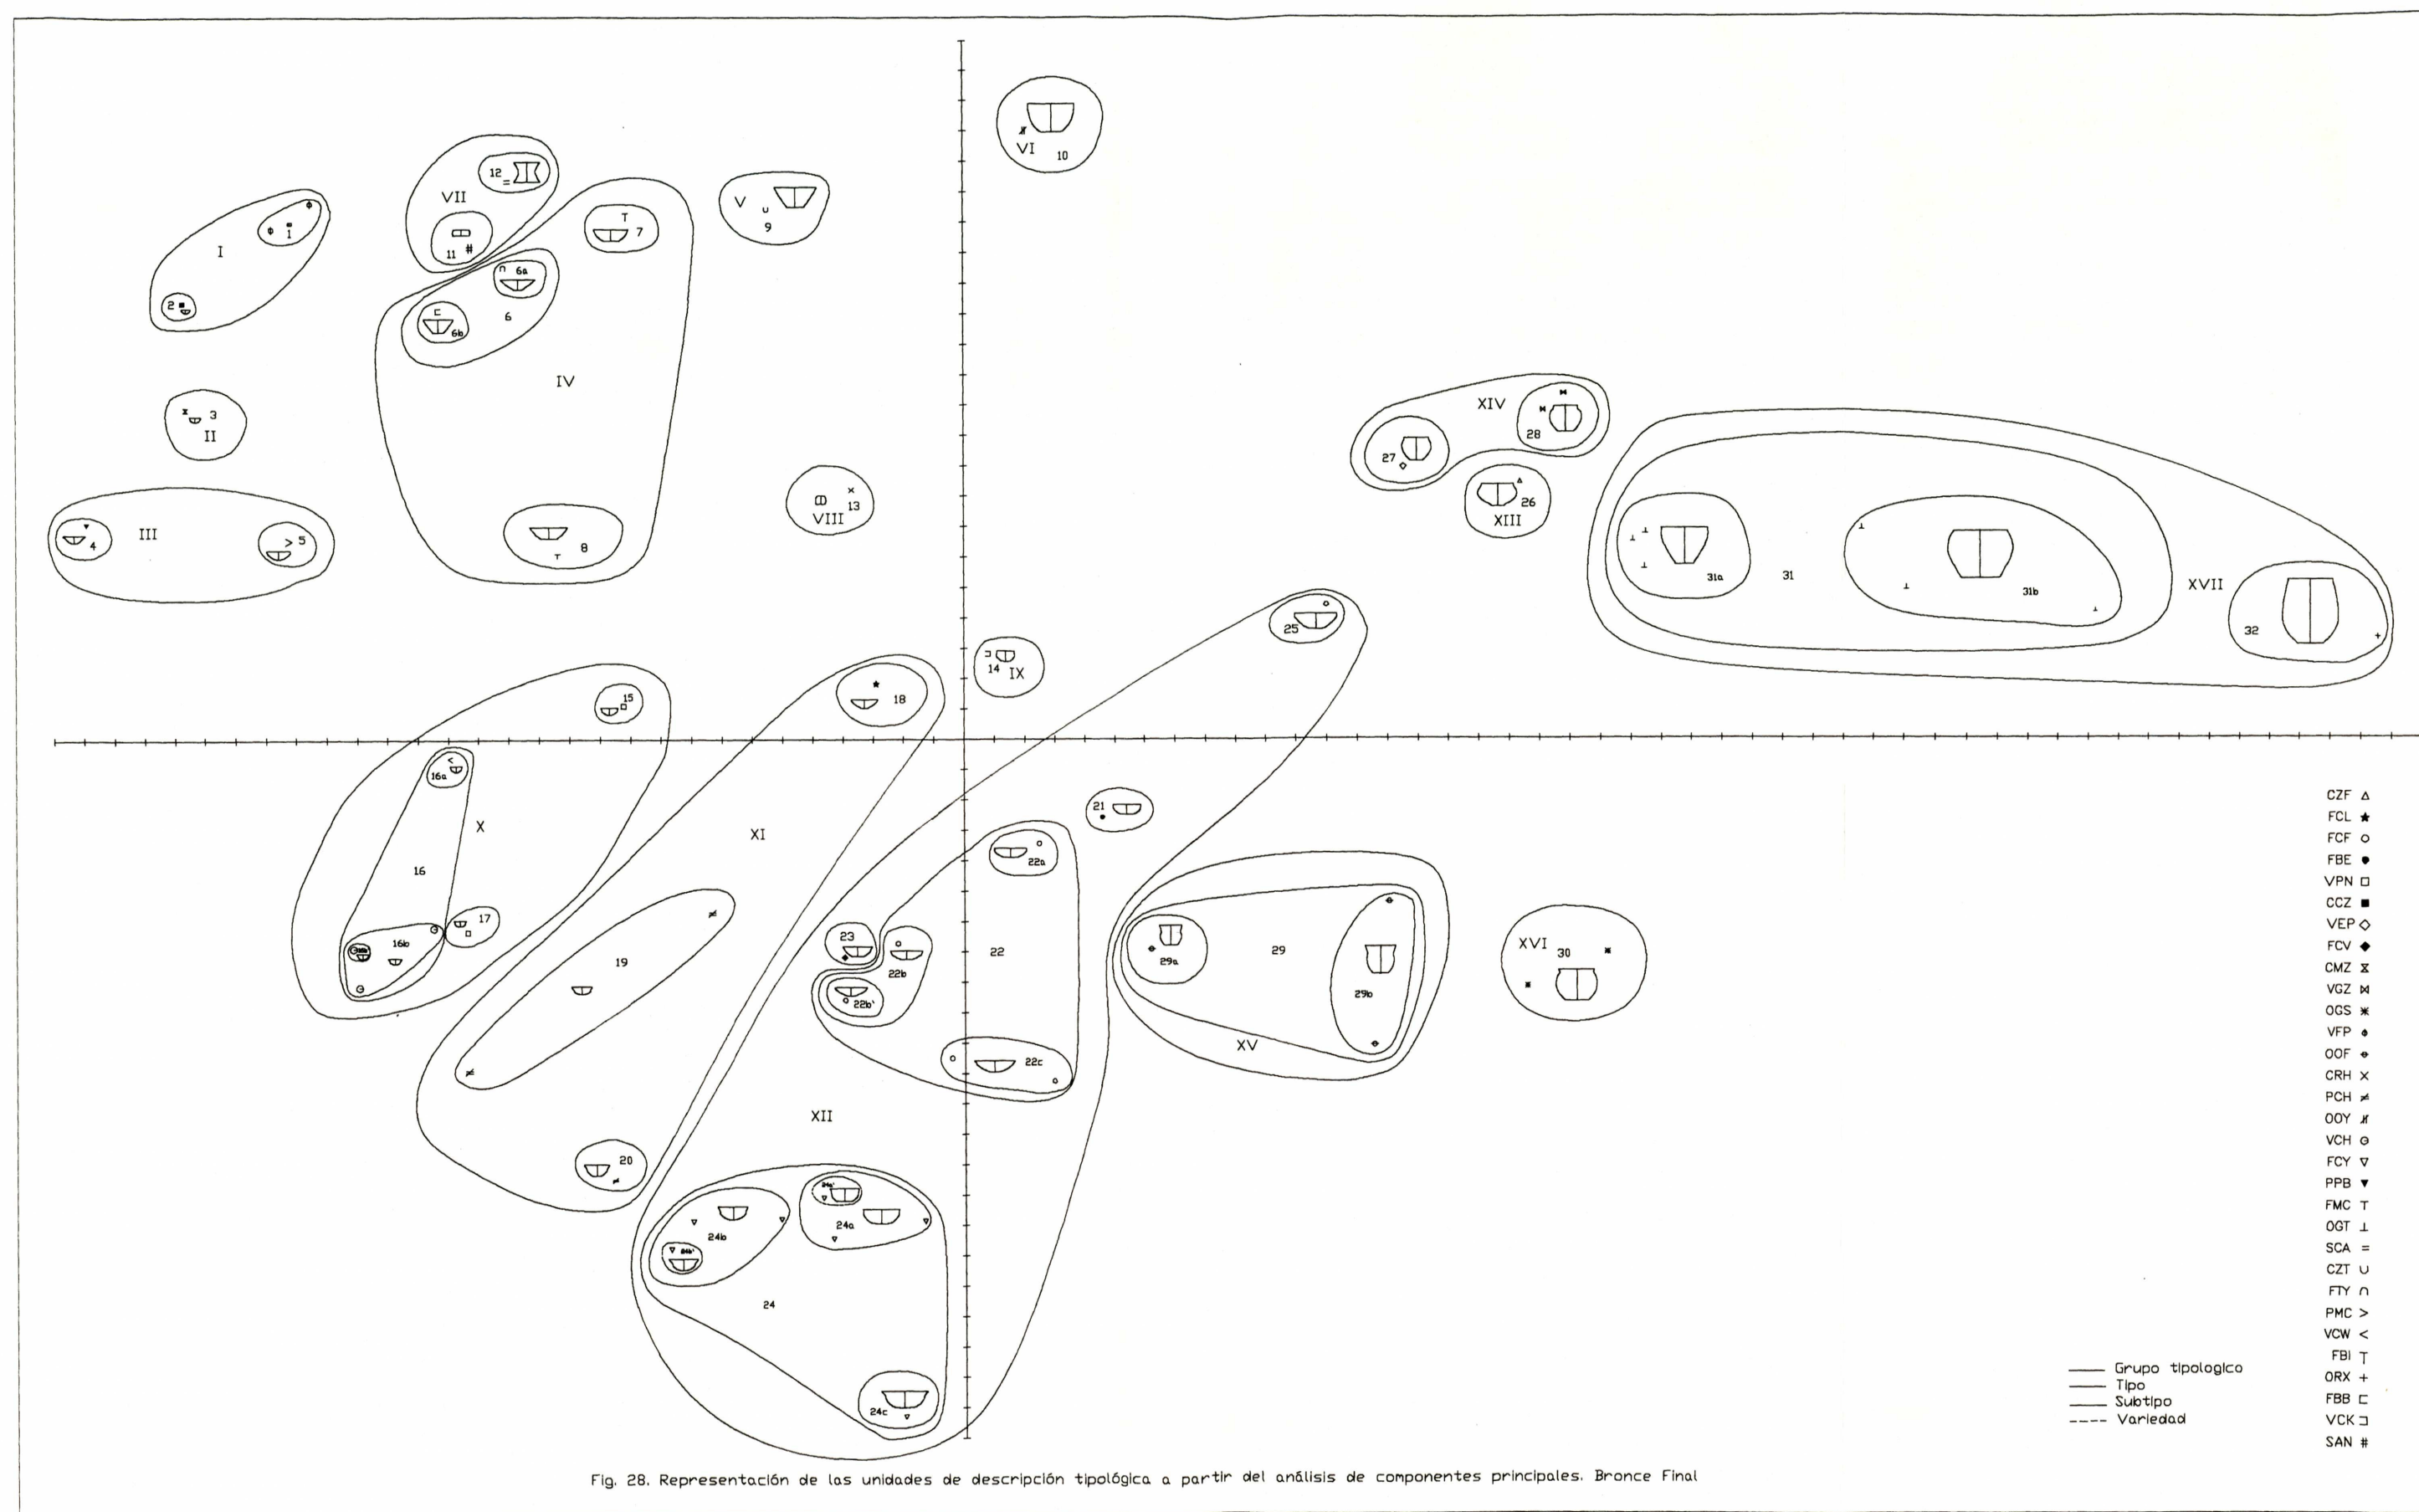 VI 10
12
VII
11 #
V
9
7
I
1
2
6a
6
6b
IV
3
II
XIV
28
27
26
XIII
13
VIII
III
4
5
8
31a
31
31b
XVII
32
25
14 IX
18
15
16a
X
XI
21
16
22a
17
16b
23
22
22b
22b'
19
29a
29
29b
XVI 30
XV
22c
XII
20
24a'
24a
24b
24b'
24
24c
CZF
FCL
FCF
FBE
VPN
CCZ
VEP
FCV
CMZ
VGZ
OGS
VFP
OOF
CRH
PCH
OOY
VCH
FCY
PPB
FMC
OGT
SCA
CZT
FTY
PMC
VCW
FBI
ORX
FBB
VCK
SAN #
Grupo tipologico
Tipo
Subtipo
Variedad
Fig. 28. Representación de las unidades de descripción tipológica a partir del análisis de componentes principales. Bronce Final